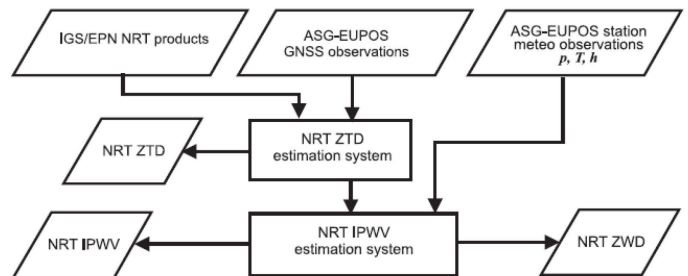 IGS/EPN NRT products
ASG-EUPOS
GNSS observations
ASG-EUPOS station
meteo observations
p, T, h
NRT ZTD
NRT ZTD
estimation system
NRT IPWV
NRT IPWV
estimation system
NRT ZWD